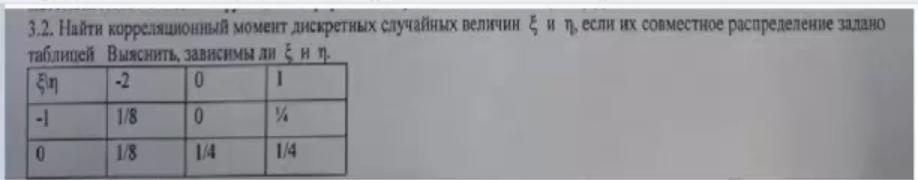 3.2. Найти корреляционный момент дискретных случайных величин ξ и η, если их совместное распределение задано
таблицей Выяснить, зависимы ли ξ и η.
ξ\η -2 0 1
-1 1/8 0 ¼
0 1/8 1/4 1/4